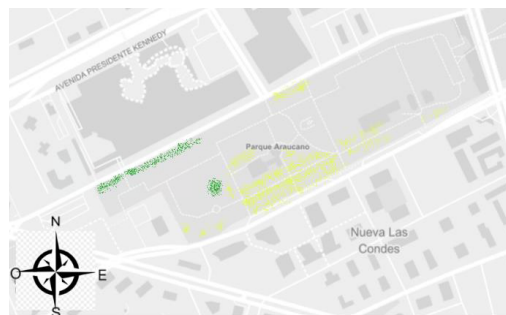 AVENIDA PRESIDENTE KENNEDY
Parque Araucano
Nueva Las
Condes
N
O
E
S